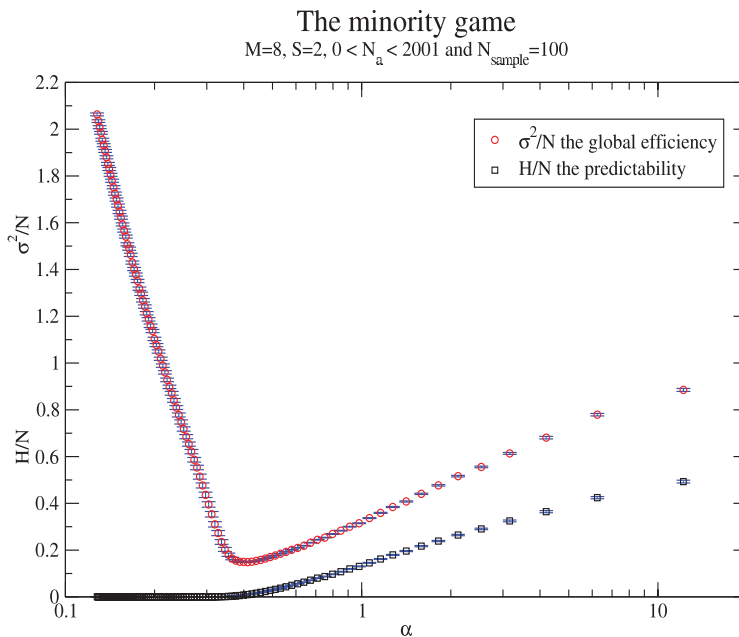 The minority game
M=8, S=2, 0 < N_a < 2001 and N_sample=100
2.2
2
1.8
1.6
1.4
1.2
1
0.8
0.6
0.4
0.2
0
H/N σ²/N
σ²/N the global efficiency
H/N the predictability
0.1 1 10
α